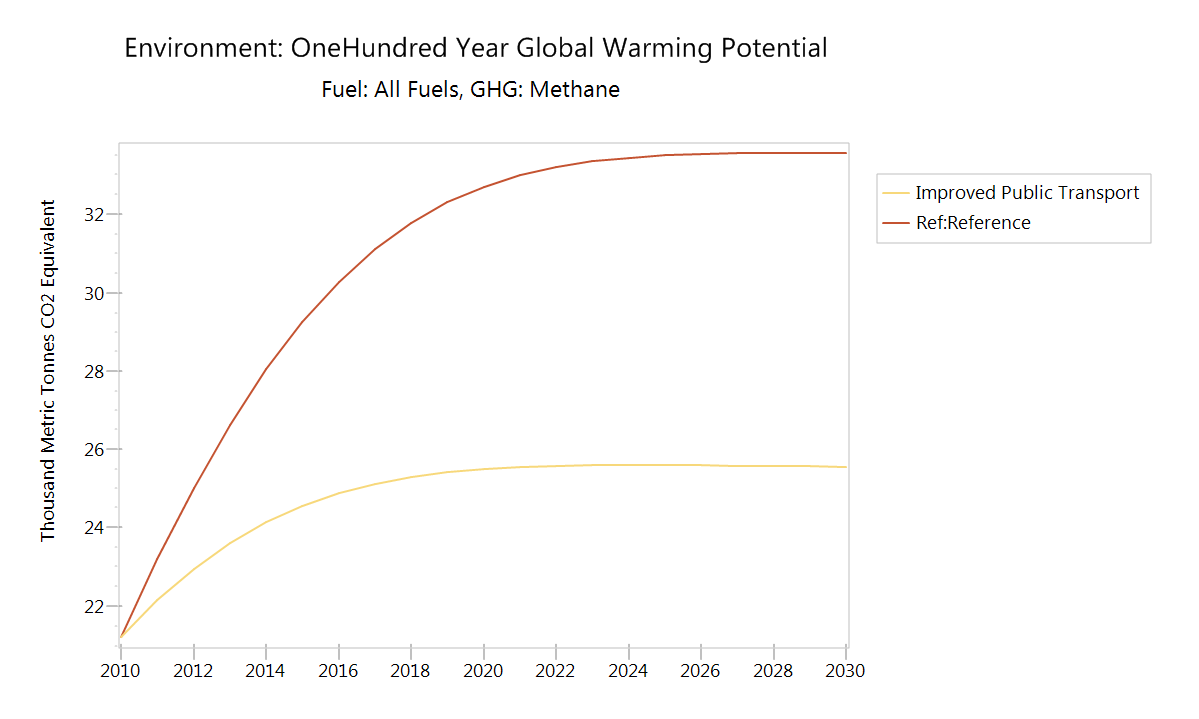 Environment: OneHundred Year Global Warming Potential
Fuel: All Fuels, GHG: Methane
Thousand Metric Tonnes CO2 Equivalent
32
30
28
26
24
22
2010 2012 2014 2016 2018 2020 2022 2024 2026 2028 2030
Improved Public Transport
Ref:Reference